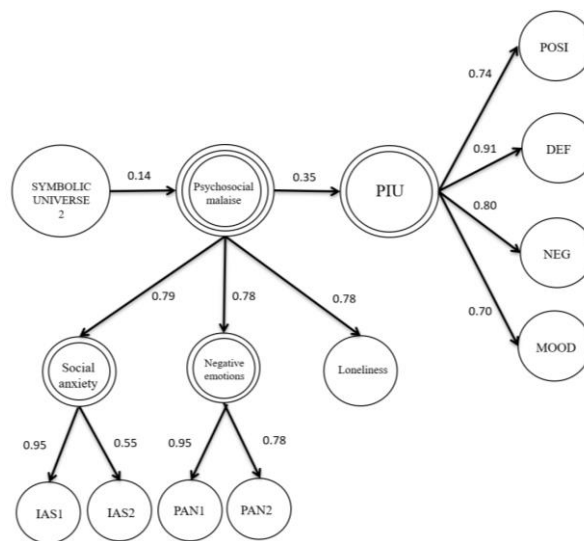 POSI
0.74
0.91
DEF
0.14
0.35
SYMBOLIC
UNIVERSE
2
Psychosocial
malaise
PIU
0.80
NEG
0.70
MOOD
0.79
0.78
0.78
Social
anxiety
Negative
emotions
Loneliness
0.95
0.55
0.95
0.78
IAS1
IAS2
PAN1
PAN2